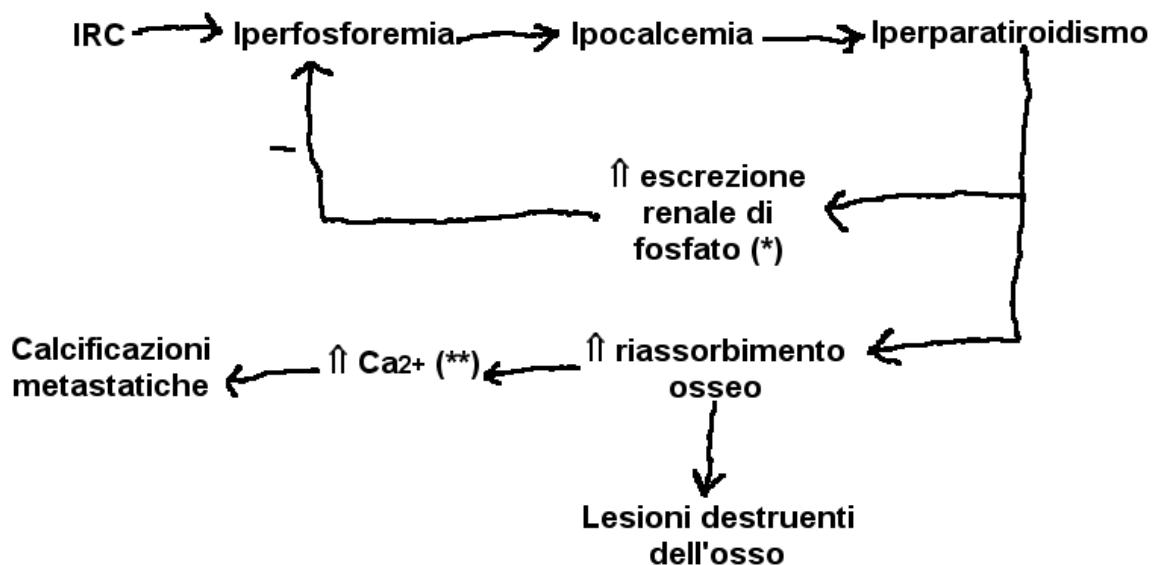 IRC Iperfosforemia Ipocalcemia Iperparatiroidismo
⇑ escrezione
renale di
fosfato (*)
–
Calcificazioni
metastatiche
⇑ Ca2+ (**)
⇑ riassorbimento
osseo
Lesioni destruenti
dell'osso